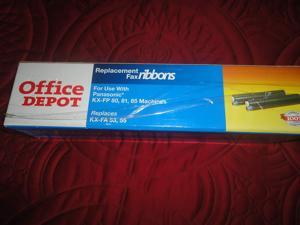 Office
DEPOT
Replacement
Fax ribbons
For Use With
Panasonic®
KX-FP 80, 81, 85 Machines
Replaces
KX-FA 53, 55
100%